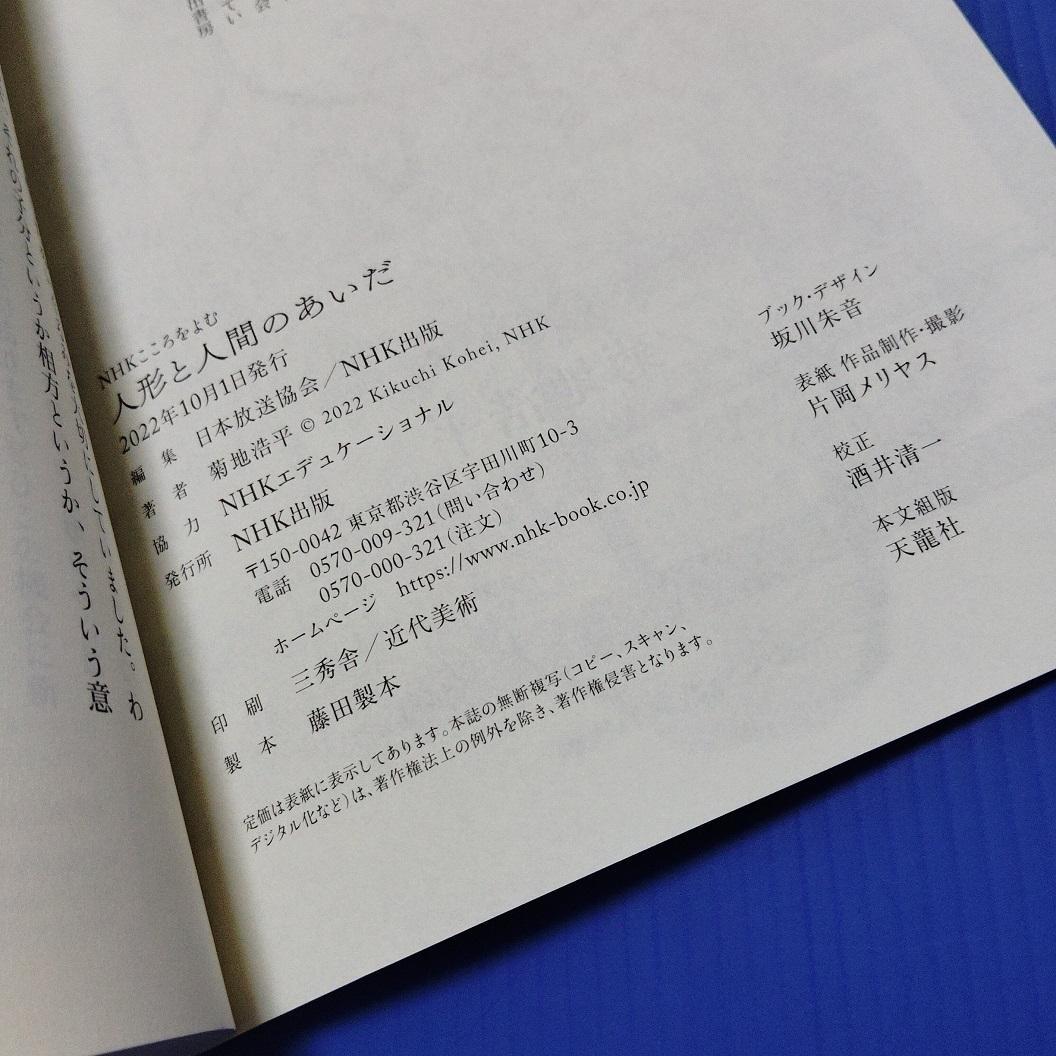 NHKこころをよむ
人形と人間のあいだ
2022年10月1日発行
編集 日本放送協会/NHK出版
著者 菊地浩平 © 2022 Kikuchi Kohei, NHK
協力 NHKエデュケーショナル
発行所 NHK出版
〒150-0042 東京都渋谷区宇田川町10-3
電話 0570-009-321(問い合わせ)
0570-000-321(注文)
ホームページ https://www.nhk-book.co.jp
印刷 三秀舎/近代美術
製本 藤田製本
定価は表紙に表示してあります。本誌の無断複写(コピー、スキャン、
デジタル化など)は、著作権法上の例外を除き、著作権侵害となります。
ブック・デザイン
坂川朱音
表紙 作品制作・撮影
片岡メリヤス
校正
酒井清一
本文組版
天龍社
にしていました。わ
というか相方というか、そういう意